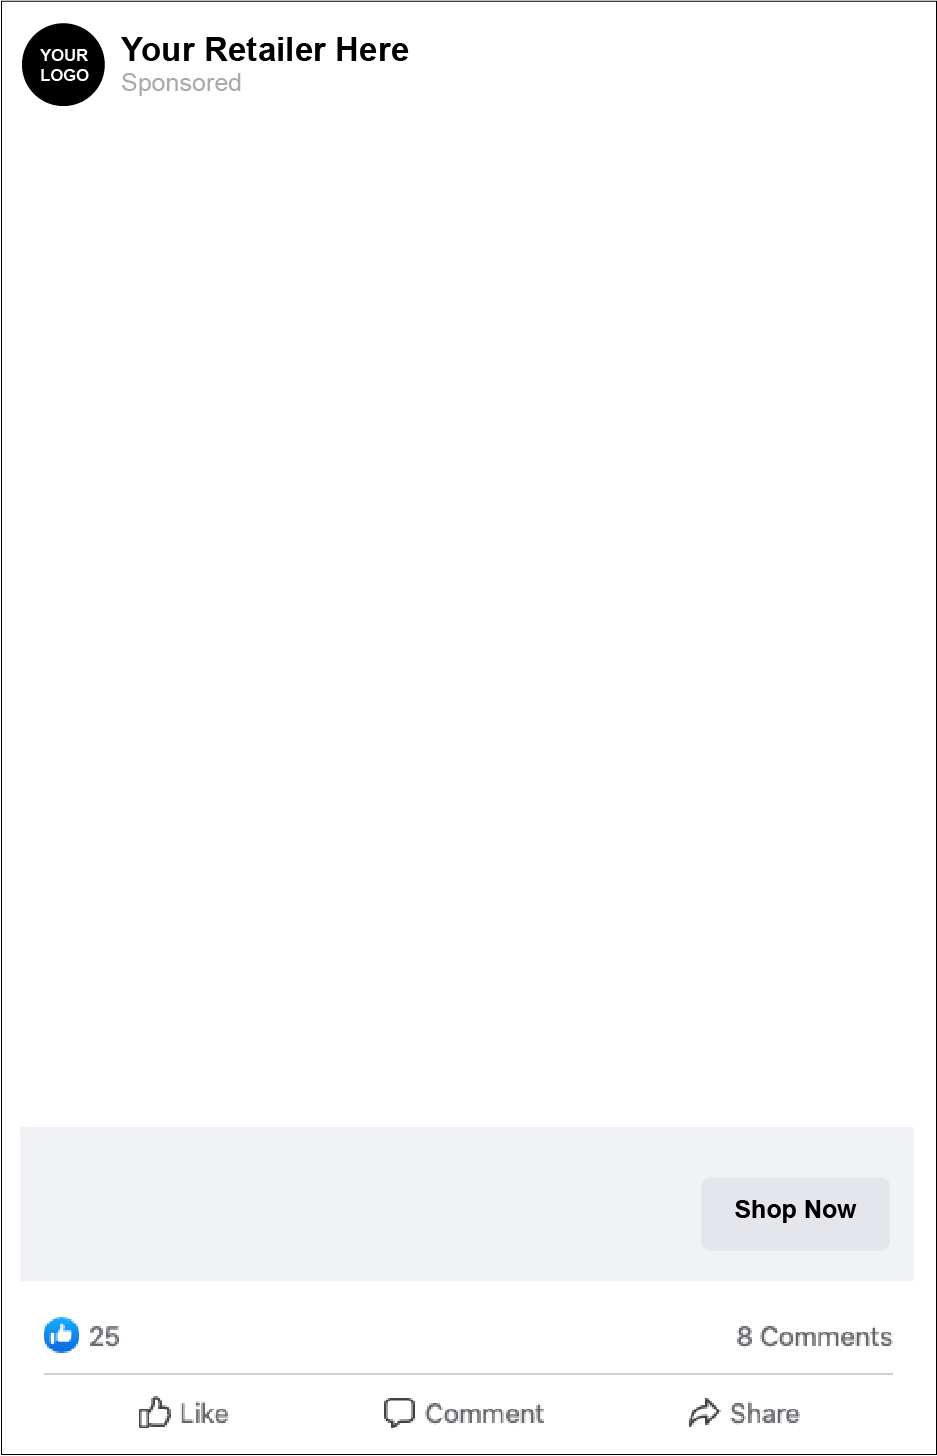 YOUR
LOGO
Your Retailer Here
Sponsored
Shop Now
25
8 Comments
Like
Comment
Share